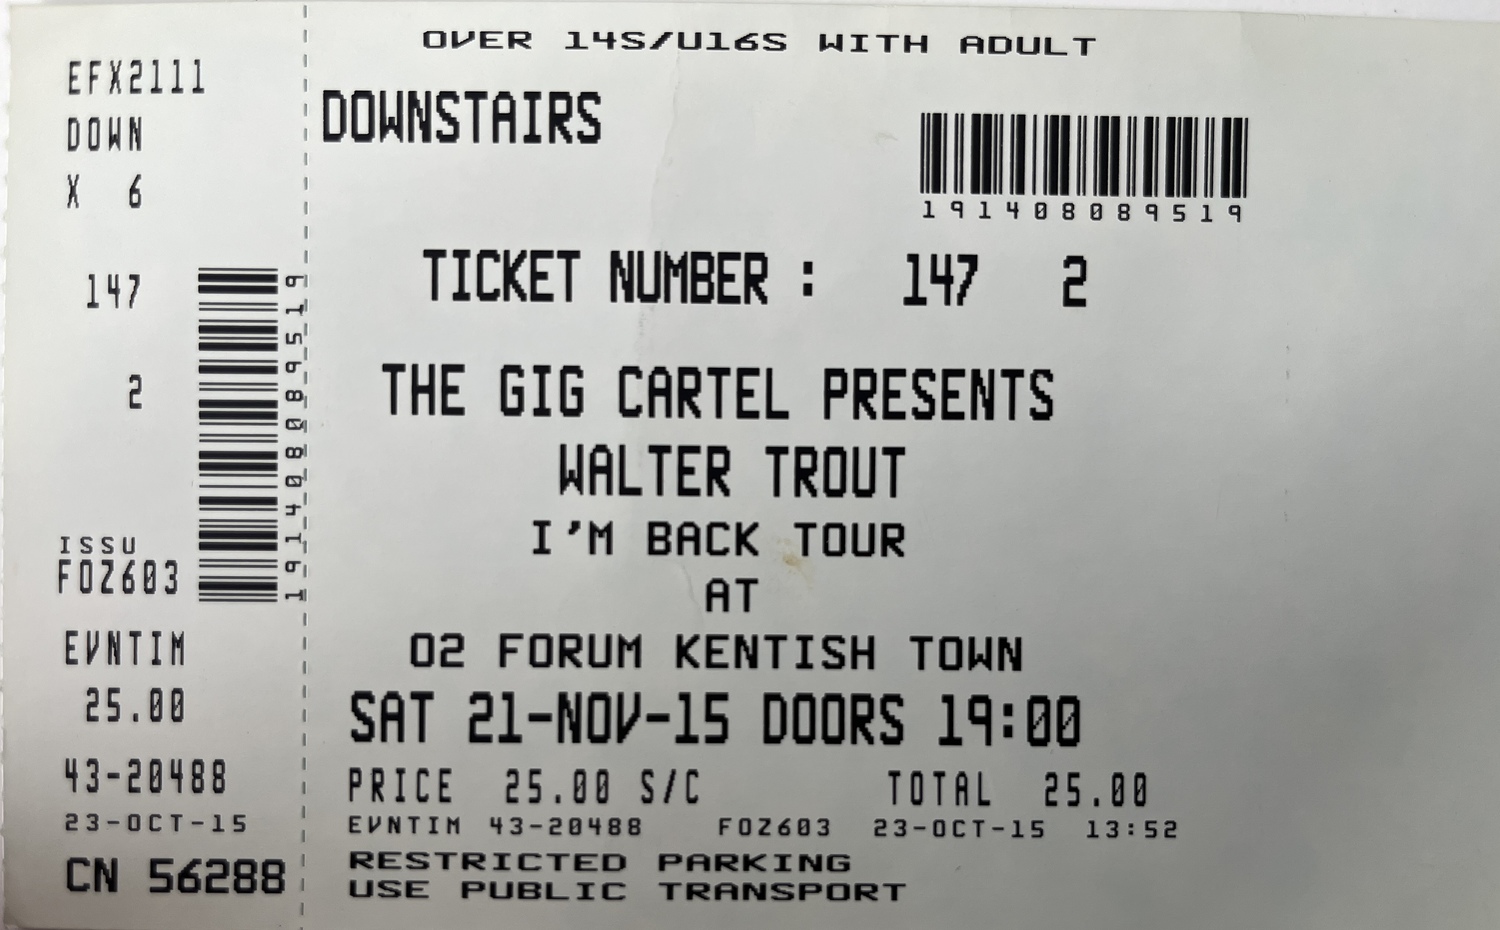 EFX2111
DOWN
X 6
147
2
191408089519
ISSU
FOZ603
EVNTIM
25.00
43-20488
23-OCT-15
CN 56288
OVER 14S/U16S WITH ADULT
DOWNSTAIRS
191408089519
TICKET NUMBER : 147 2
THE GIG CARTEL PRESENTS
WALTER TROUT
I'M BACK TOUR
AT
O2 FORUM KENTISH TOWN
SAT 21-NOV-15 DOORS 19:00
PRICE 25.00 S/C TOTAL 25.00
EVNTIM 43-20488 FOZ603 23-OCT-15 13:52
RESTRICTED PARKING
USE PUBLIC TRANSPORT